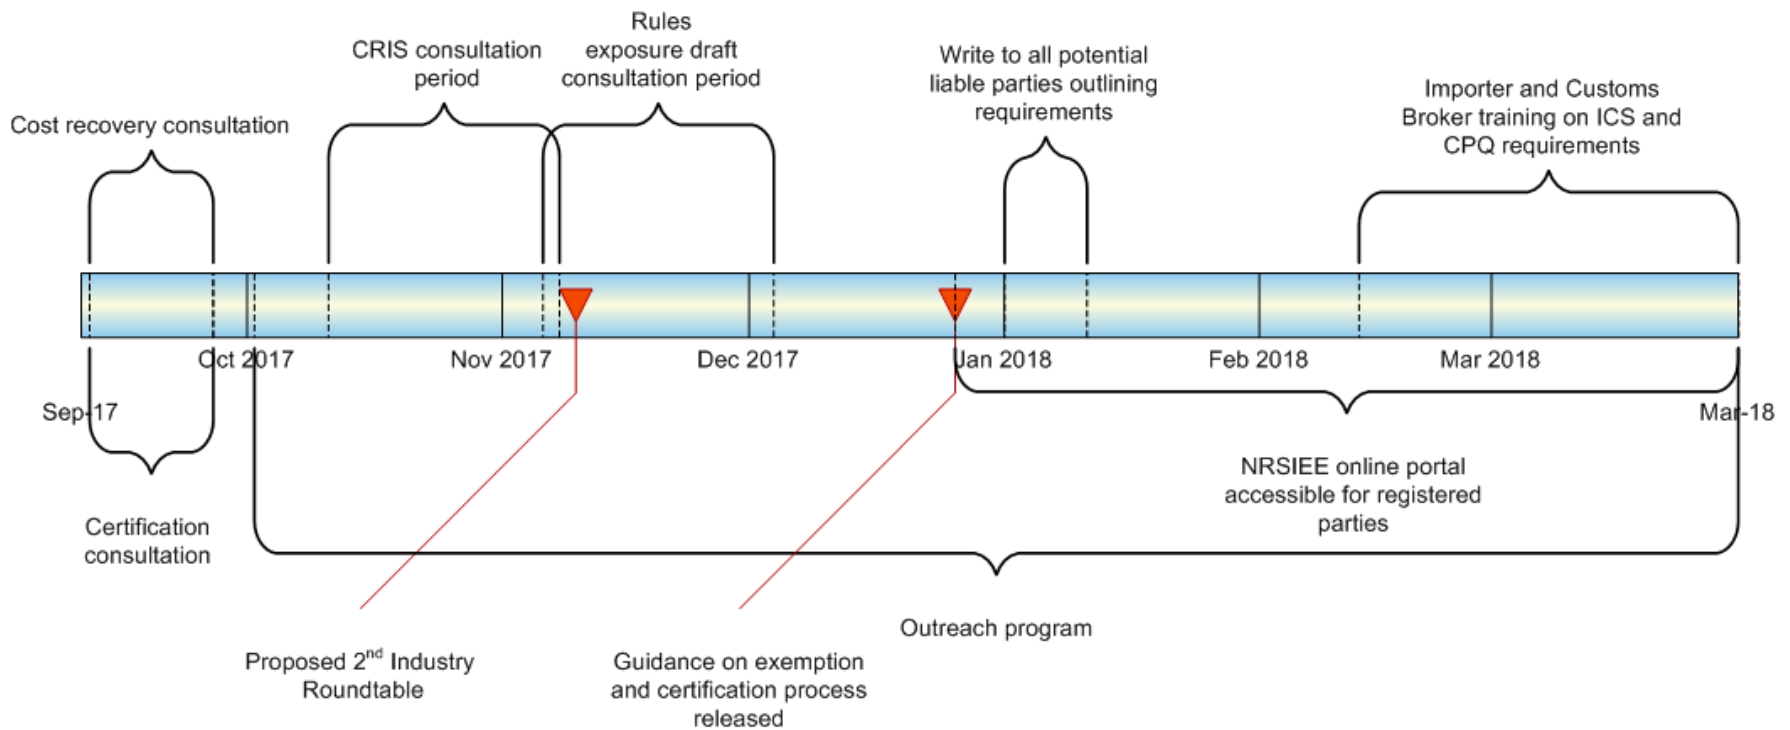 Rules
exposure draft
consultation period
CRIS consultation
period
Write to all potential
liable parties outlining
requirements
Importer and Customs
Broker training on ICS and
CPQ requirements
Cost recovery consultation
Oct 2017
Nov 2017
Dec 2017
Jan 2018
Feb 2018
Mar 2018
Sep-17
Mar-18
NRSIEE online portal
accessible for registered
parties
Certification
consultation
Outreach program
Proposed 2nd Industry
Roundtable
Guidance on exemption
and certification process
released